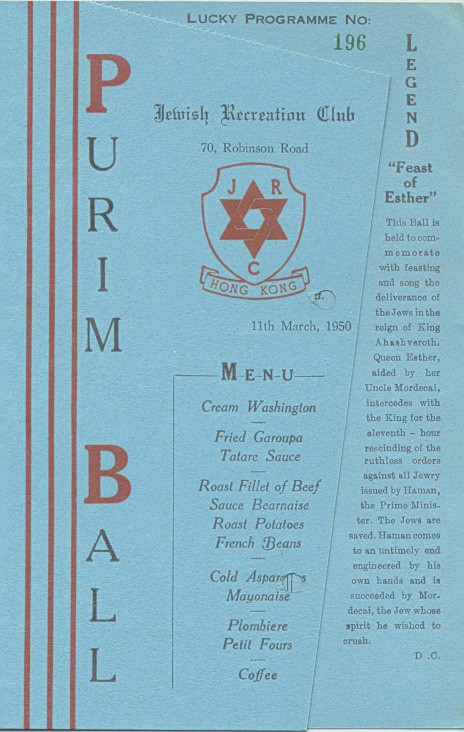 LUCKY PROGRAMME NO:
196
PURIM BALL
Jewish Recreation Club
70, Robinson Road
J R
C
HONG KONG
11th March, 1950
MENU
Cream Washington
Fried Garoupa
Tatare Sauce
Roast Fillet of Beef
Sauce Bearnaise
Roast Potatoes
French Beans
Cold Asparagus
Mayonaise
Plombiere
Petit Fours
Coffee
LEGEND
"Feast
of
Esther"
This Ball is
held to com-
memorate
with feasting
and song the
deliverance of
the Jews in the
reign of King
Ahashveroth.
Queen Esther,
aided by her
Uncle Mordecai,
intercedes with
the King for the
eleventh - hour
rescinding of the
ruthless orders
against all Jewry
issued by Haman,
the Prime Minis-
ter. The Jews are
saved. Haman comes
to an untimely end
engineered by his
own hands and is
succeeded by Mor-
decai, the Jew whose
spirit he wished to
crush.
D.C.